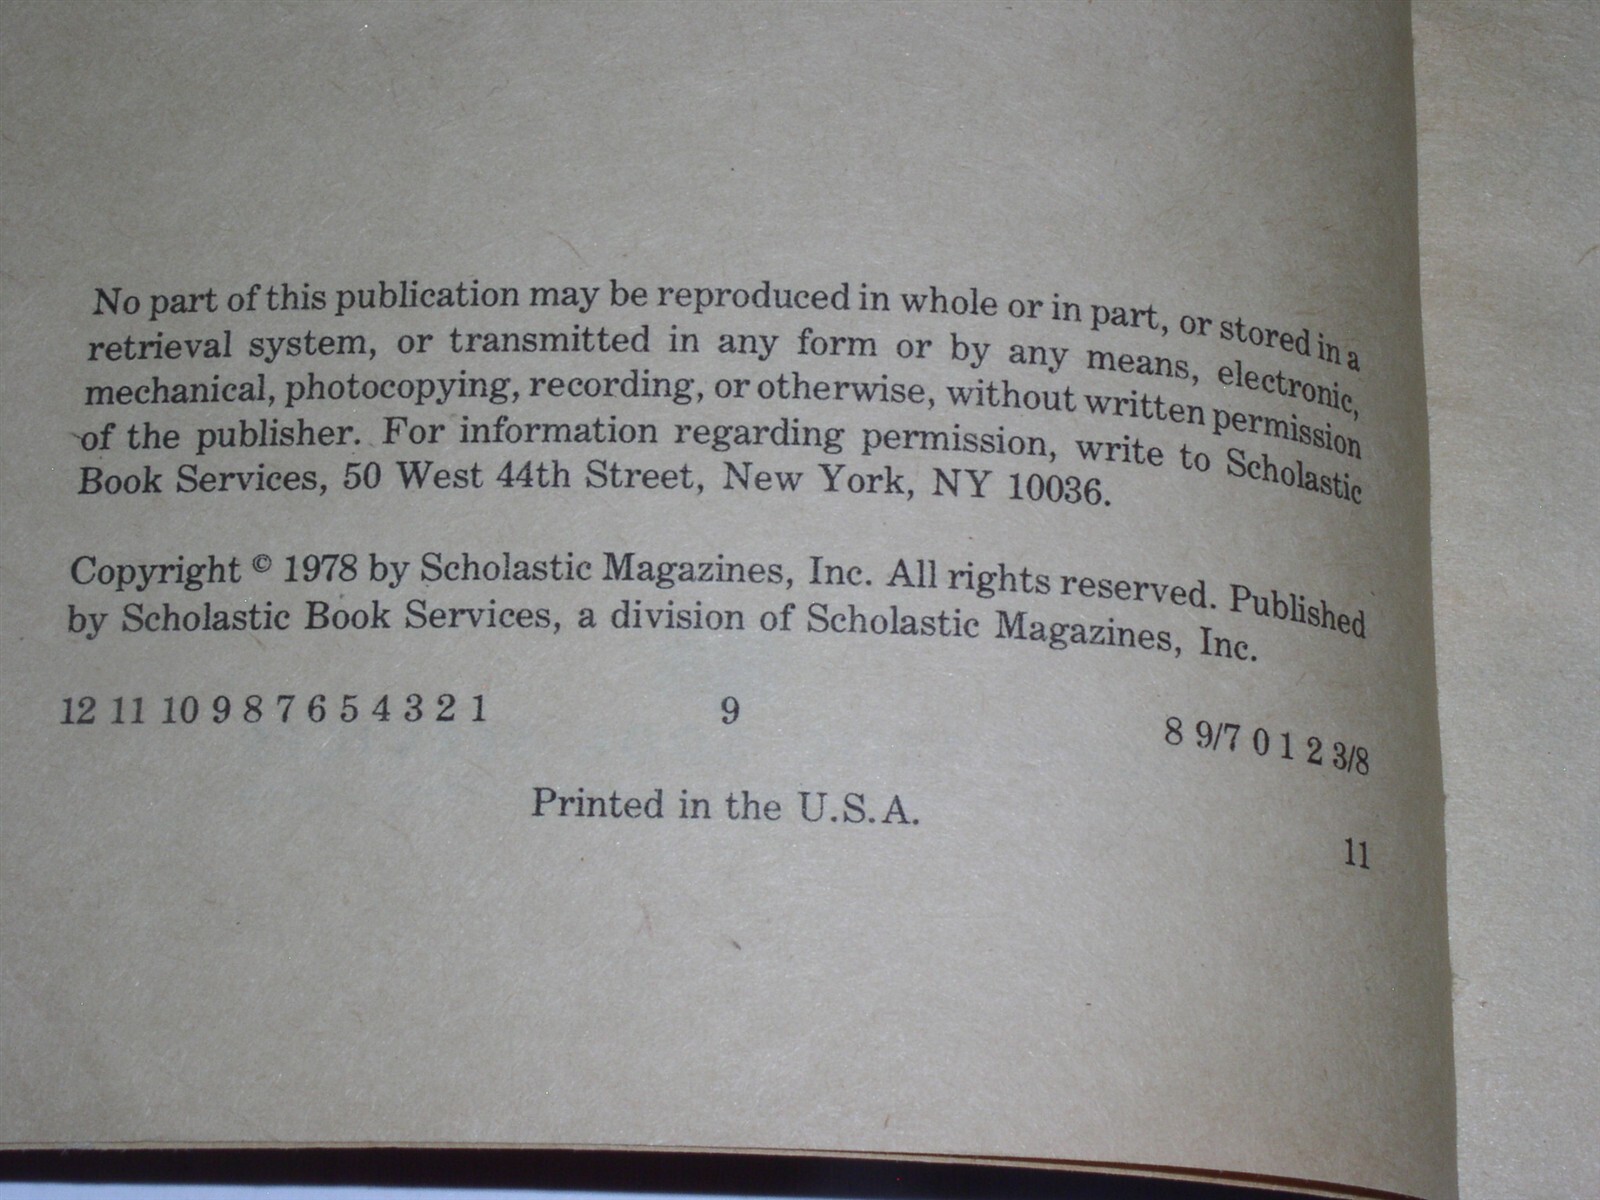 No part of this publication may be reproduced in whole or in part, or stored in a
retrieval system, or transmitted in any form or by any means, electronic,
mechanical, photocopying, recording, or otherwise, without written permission
of the publisher. For information regarding permission, write to Scholastic
Book Services, 50 West 44th Street, New York, NY 10036.
Copyright © 1978 by Scholastic Magazines, Inc. All rights reserved. Published
by Scholastic Book Services, a division of Scholastic Magazines, Inc.
12 11 10 9 8 7 6 5 4 3 2 1 9 8 9/7 0 1 2 3/8
Printed in the U.S.A.
11